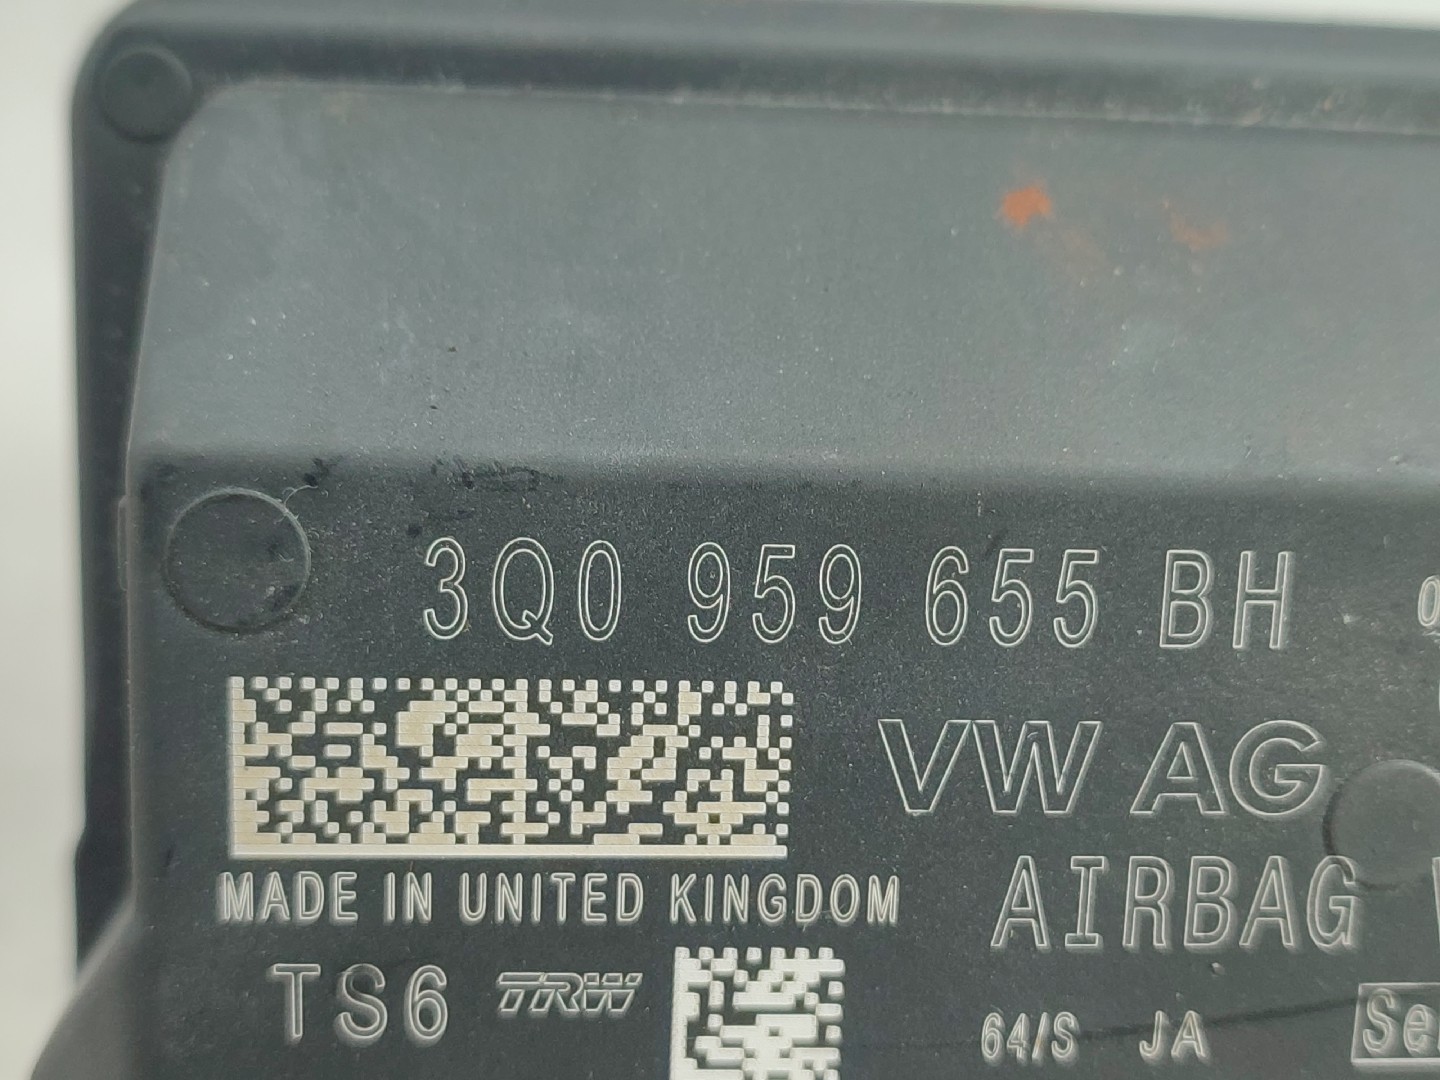 3Q0 959 655 BH
VW AG
MADE IN UNITED KINGDOM
AIRBAG
TS6 TRW
64/S JA